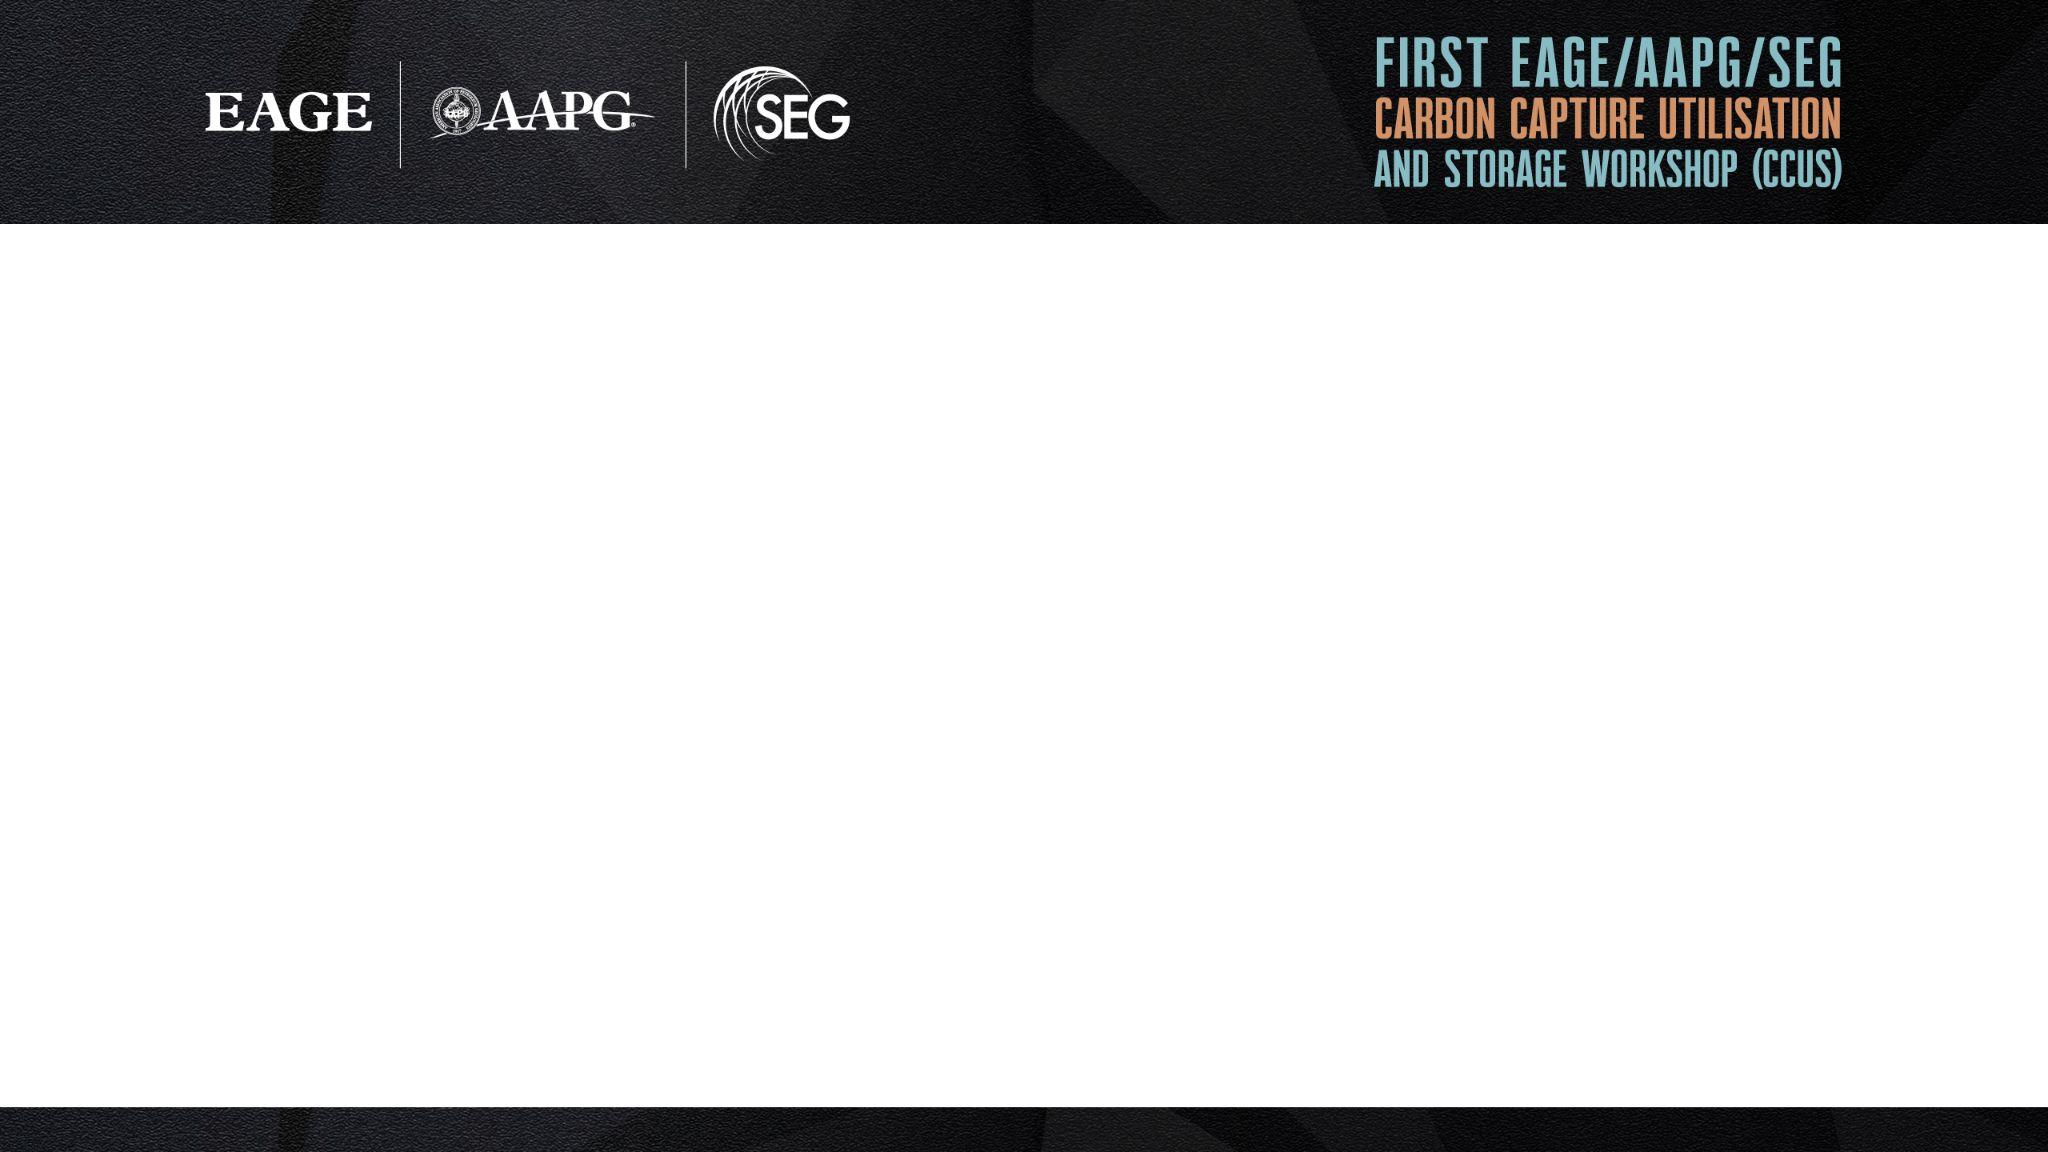 EAGE
AAPG
SEG
FIRST EAGE/AAPG/SEG
CARBON CAPTURE UTILISATION
AND STORAGE WORKSHOP (CCUS)